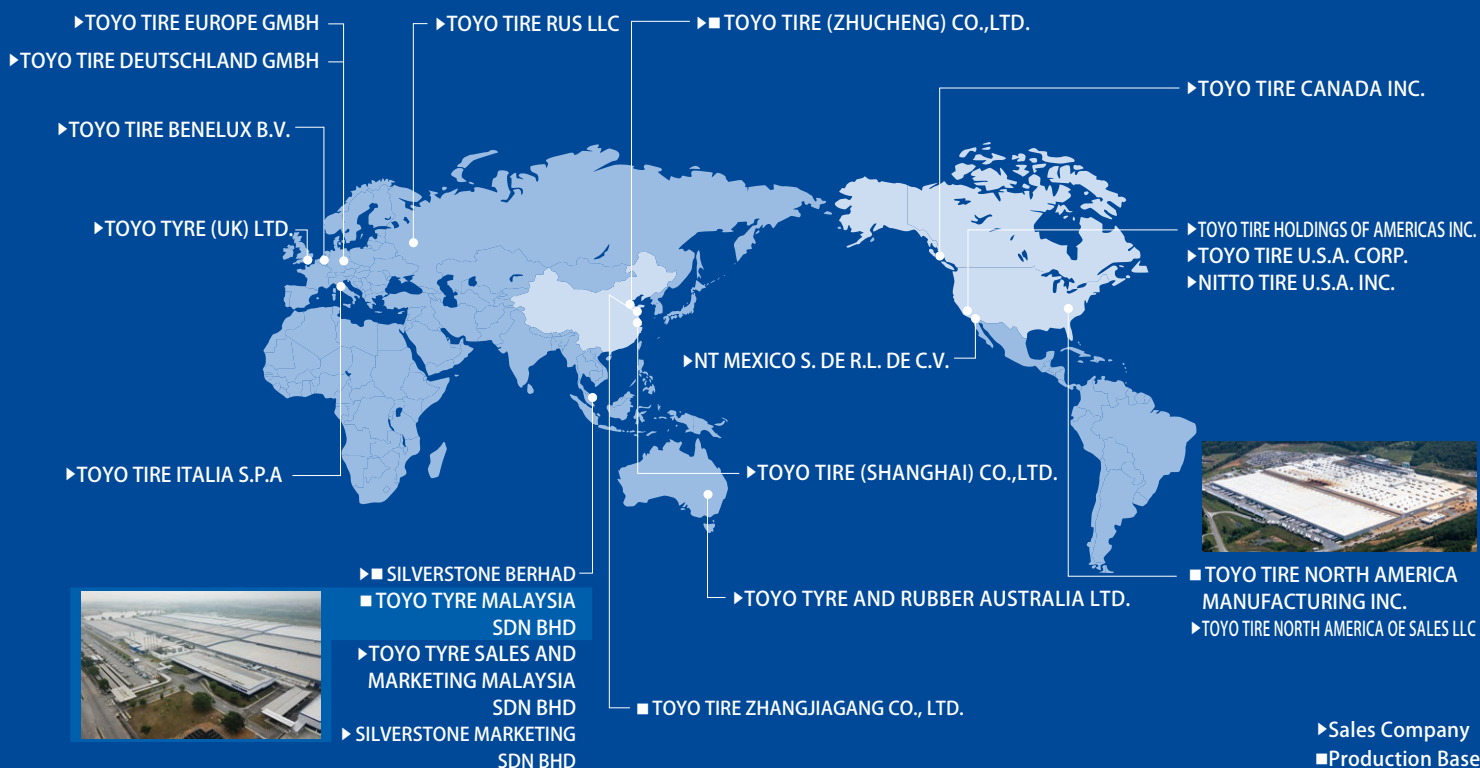 ▶TOYO TIRE EUROPE GMBH
▶TOYO TIRE DEUTSCHLAND GMBH
▶TOYO TIRE RUS LLC
▶■ TOYO TIRE (ZHUCHENG) CO.,LTD.
▶TOYO TIRE CANADA INC.
▶TOYO TIRE BENELUX B.V.
▶TOYO TYRE (UK) LTD.
▶TOYO TIRE HOLDINGS OF AMERICAS INC.
▶TOYO TIRE U.S.A. CORP.
▶NITTO TIRE U.S.A. INC.
▶NT MEXICO S. DE R.L. DE C.V.
▶TOYO TIRE ITALIA S.P.A
▶TOYO TIRE (SHANGHAI) CO.,LTD.
▶■ SILVERSTONE BERHAD
■ TOYO TYRE MALAYSIA
SDN BHD
▶TOYO TYRE SALES AND
MARKETING MALAYSIA
SDN BHD
▶ SILVERSTONE MARKETING
SDN BHD
▶TOYO TYRE AND RUBBER AUSTRALIA LTD.
■ TOYO TIRE NORTH AMERICA
MANUFACTURING INC.
▶TOYO TIRE NORTH AMERICA OE SALES LLC
■ TOYO TIRE ZHANGJIAGANG CO., LTD.
▶Sales Company
■Production Base